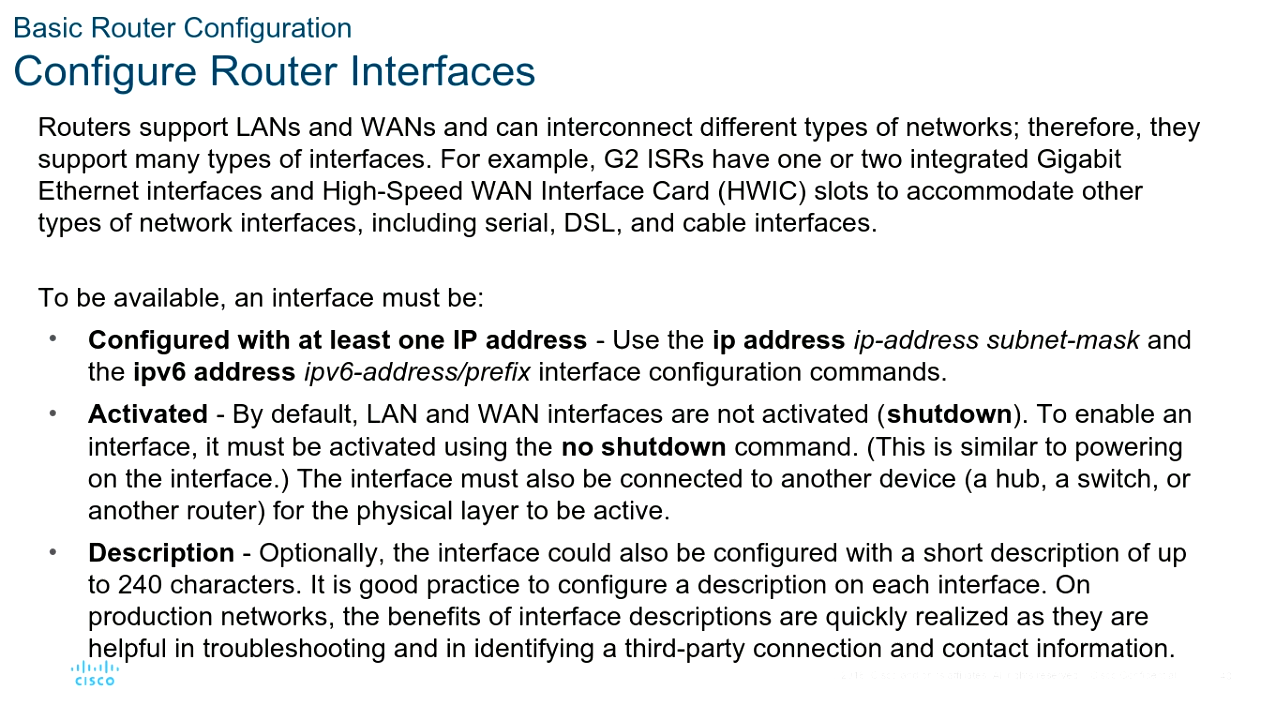 Basic Router Configuration
Configure Router Interfaces
Routers support LANs and WANs and can interconnect different types of networks; therefore, they
support many types of interfaces. For example, G2 ISRs have one or two integrated Gigabit
Ethernet interfaces and High-Speed WAN Interface Card (HWIC) slots to accommodate other
types of network interfaces, including serial, DSL, and cable interfaces.
To be available, an interface must be:
• Configured with at least one IP address - Use the ip address ip-address subnet-mask and
the ipv6 address ipv6-address/prefix interface configuration commands.
• Activated - By default, LAN and WAN interfaces are not activated (shutdown). To enable an
interface, it must be activated using the no shutdown command. (This is similar to powering
on the interface.) The interface must also be connected to another device (a hub, a switch, or
another router) for the physical layer to be active.
• Description - Optionally, the interface could also be configured with a short description of up
to 240 characters. It is good practice to configure a description on each interface. On
production networks, the benefits of interface descriptions are quickly realized as they are
helpful in troubleshooting and in identifying a third-party connection and contact information.
CISCO